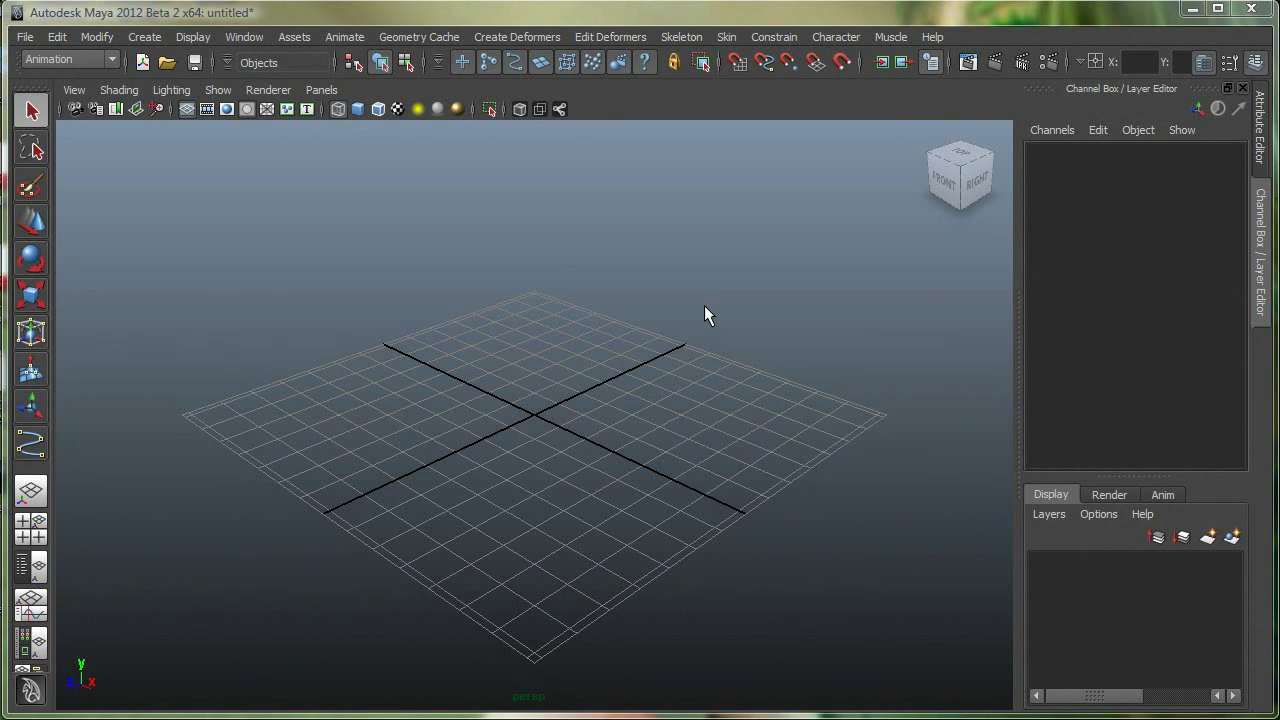 Autodesk Maya 2012 Beta 2 x64: untitled*
File Edit Modify Create Display Window Assets Animate Geometry Cache Create Deformers Edit Deformers Skeleton Skin Constrain Character Muscle Help
Animation Objects X: Y:
View Shading Lighting Show Renderer Panels
Channel Box / Layer Editor
Channels Edit Object Show
Attribute Editor
Channel Box / Layer Editor
TOP
FRONT RIGHT
Display Render Anim
Layers Options Help
y
z x
persp